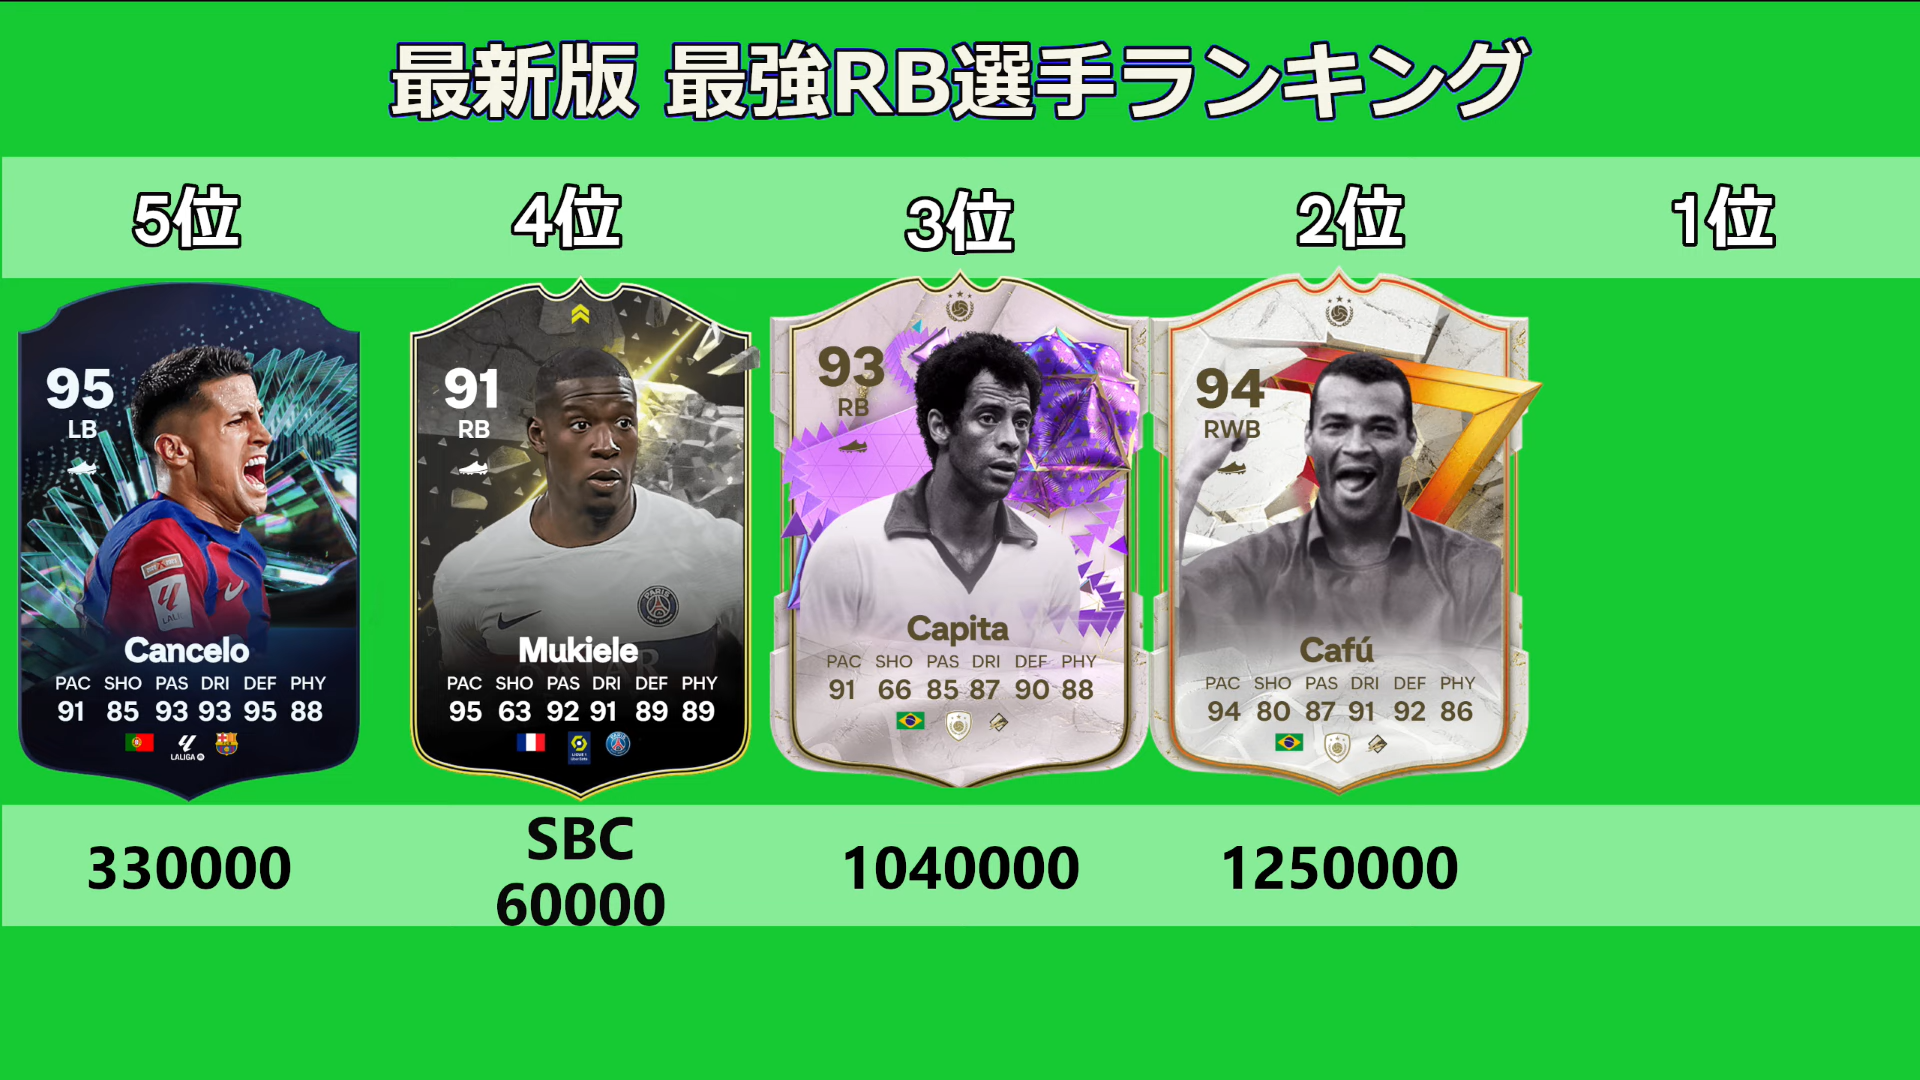 最新版 最強RB選手ランキング
5位
4位
3位
2位
1位
95
LB
Cancelo
PAC SHO PAS DRI DEF PHY
91 85 93 93 95 88
LALIGA
330000
91
RB
PARIS
Mukiele
PAC SHO PAS DRI DEF PHY
95 63 92 91 89 89
SBC
60000
93
RB
Capita
PAC SHO PAS DRI DEF PHY
91 66 85 87 90 88
1040000
94
RWB
Cafú
PAC SHO PAS DRI DEF PHY
94 80 87 91 92 86
1250000